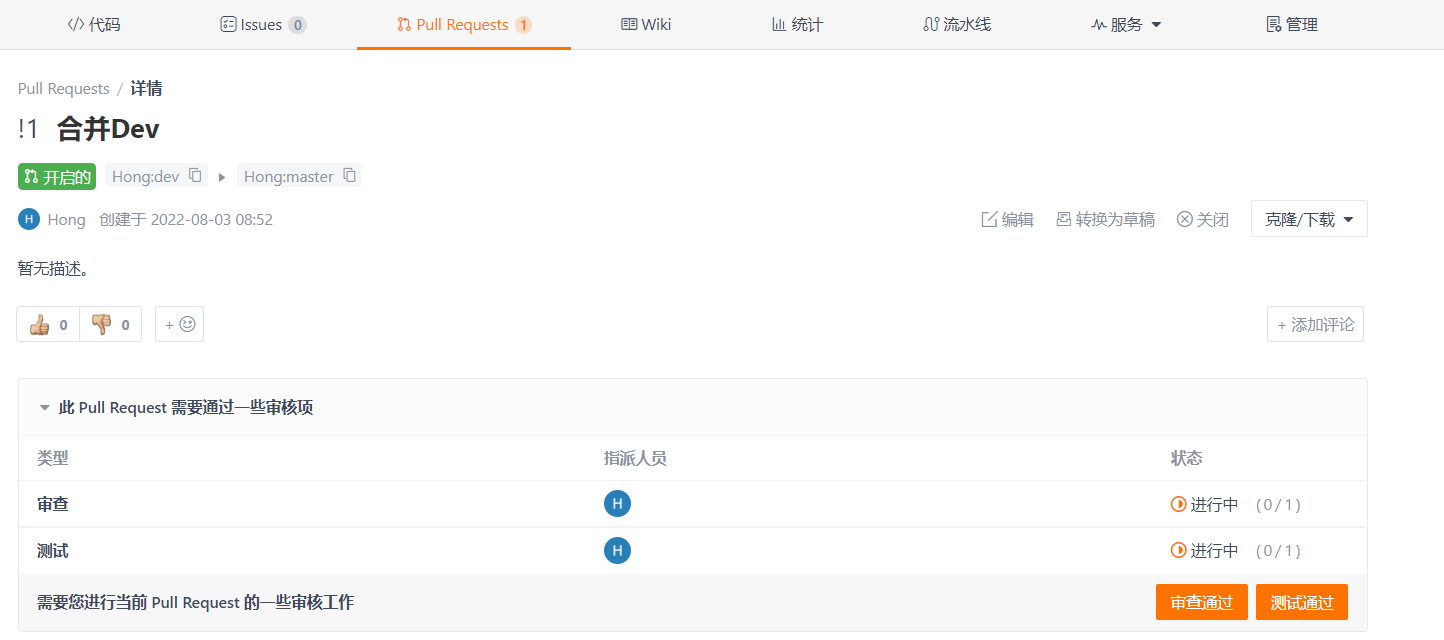 代码 Issues 0 Pull Requests 1 Wiki 统计 流水线 服务 管理
Pull Requests / 详情
!1 合并Dev
开启的 Hong:dev Hong:master
H Hong 创建于 2022-08-03 08:52 编辑 转换为草稿 关闭 克隆/下载
暂无描述。
0 0 + + 添加评论
此 Pull Request 需要通过一些审核项
类型 指派人员 状态
审查 H 进行中 (0/1)
测试 H 进行中 (0/1)
需要您进行当前 Pull Request 的一些审核工作 审查通过 测试通过